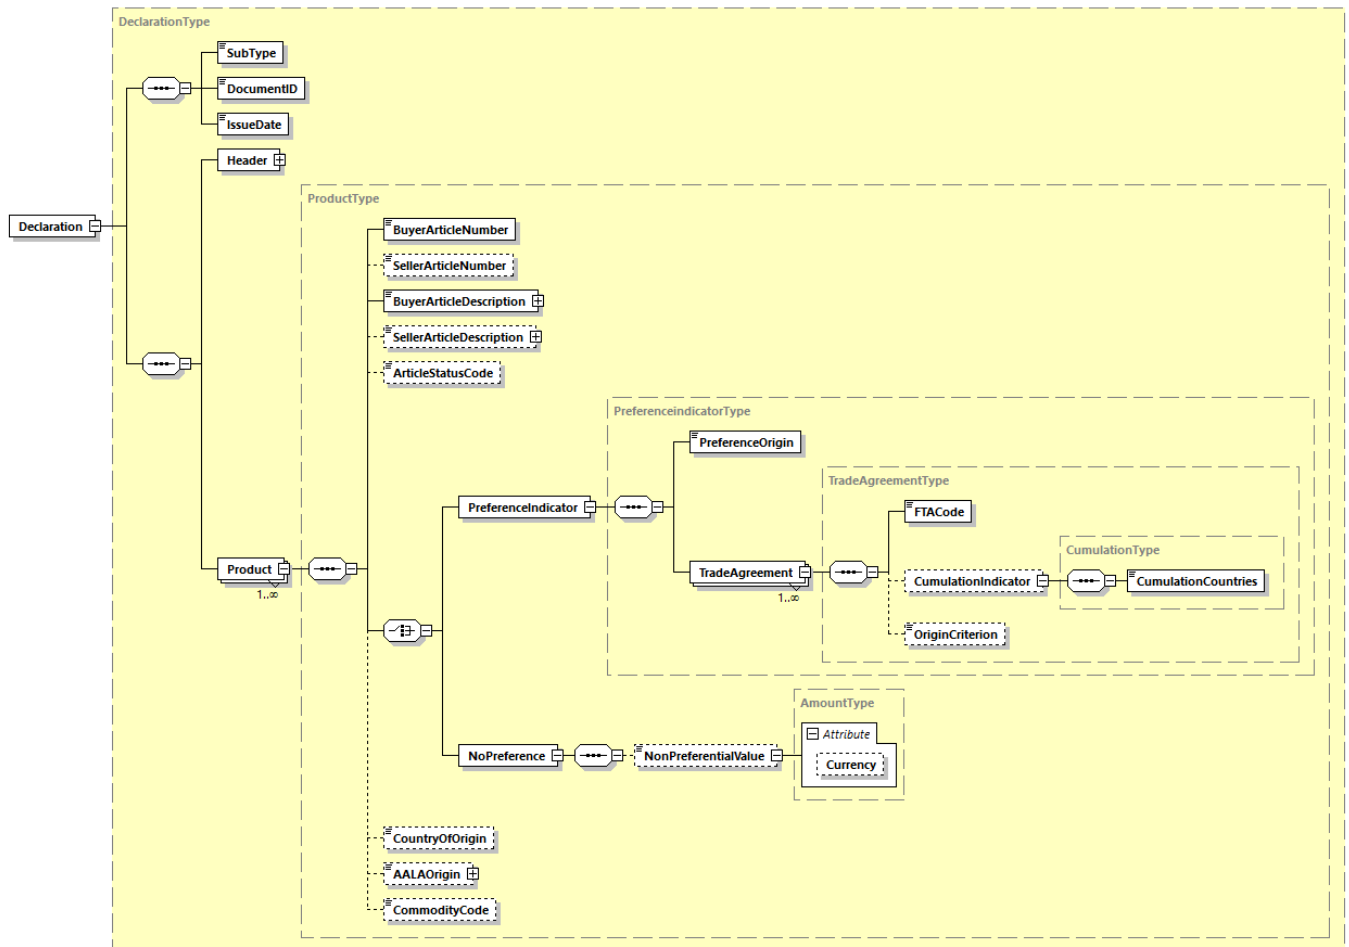 DeclarationType
SubType
DocumentID
IssueDate
Header
ProductType
Declaration
BuyerArticleNumber
SellerArticleNumber
BuyerArticleDescription
SellerArticleDescription
ArticleStatusCode
PreferenceindicatorType
PreferenceOrigin
TradeAgreementType
PreferenceIndicator
FTACode
CumulationType
Product
1..∞
TradeAgreement
1..∞
CumulationIndicator
CumulationCountries
OriginCriterion
AmountType
Attribute
NoPreference
NonPreferentialValue
Currency
CountryOfOrigin
AALAOrigin
CommodityCode